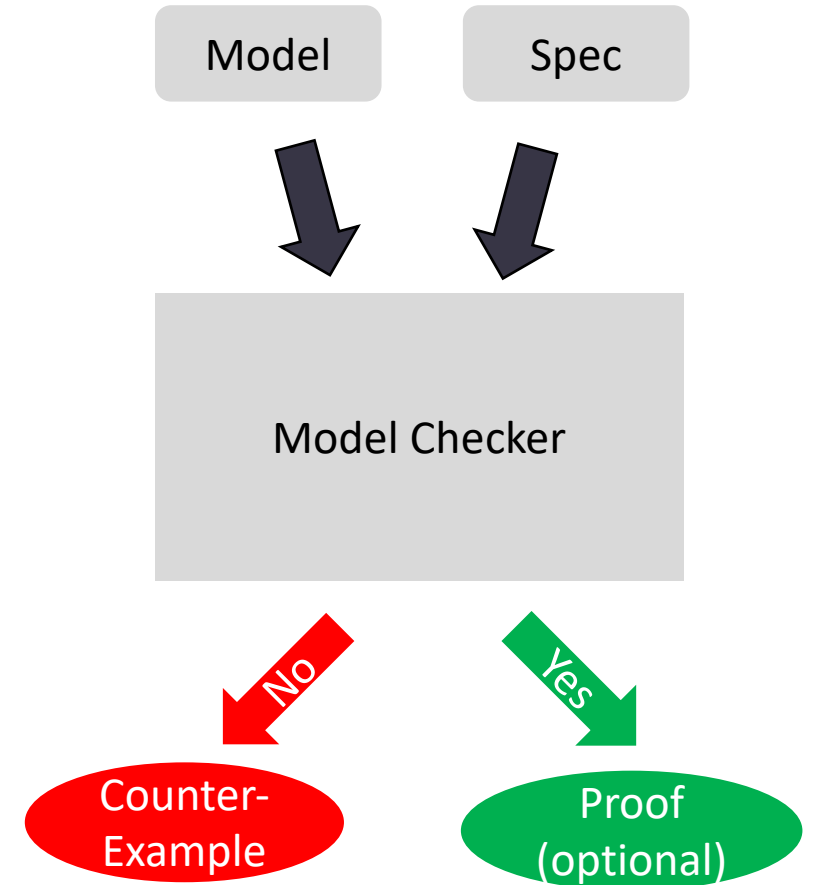 Model
Spec
Model Checker
No
Yes
Counter-
Example
Proof
(optional)